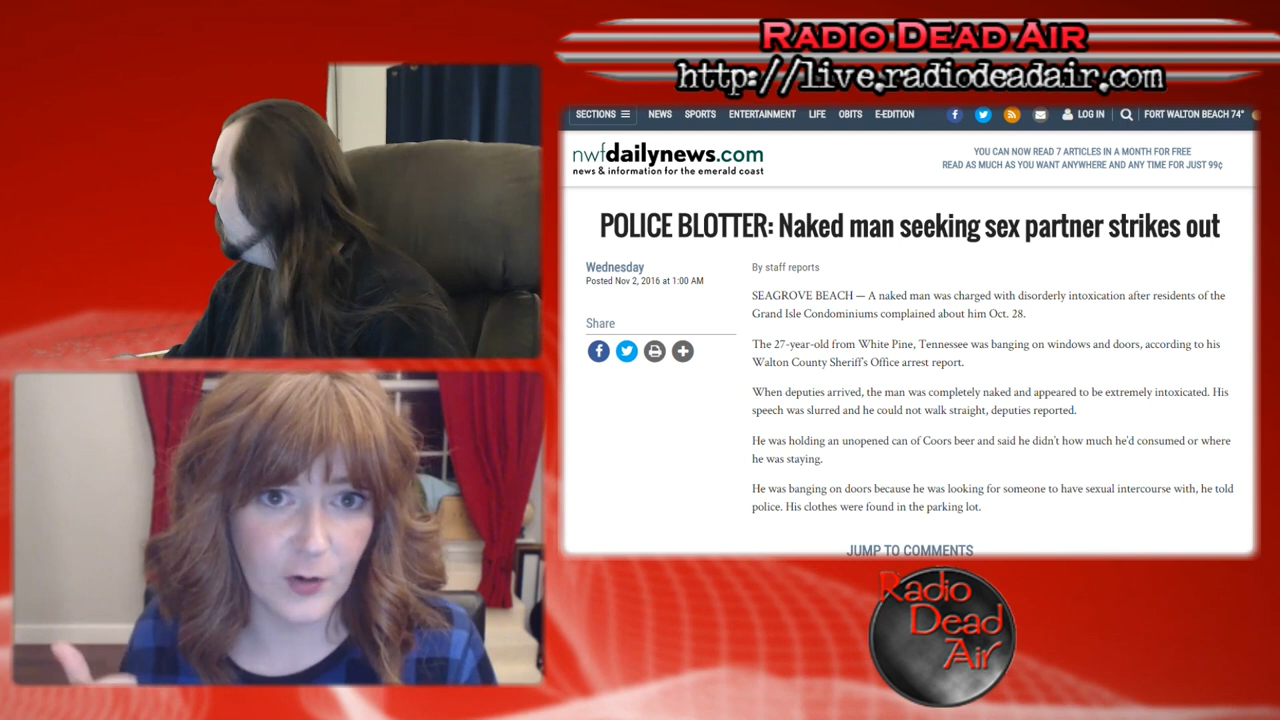 Radio Dead Air
http://live.radiodeadair.com
SECTIONS NEWS SPORTS ENTERTAINMENT LIFE OBITS E-EDITION LOG IN FORT WALTON BEACH 74°
nwfdailynews.com
news & information for the emerald coast
YOU CAN NOW READ 7 ARTICLES IN A MONTH FOR FREE
READ AS MUCH AS YOU WANT ANYWHERE AND ANY TIME FOR JUST 99¢
POLICE BLOTTER: Naked man seeking sex partner strikes out
Wednesday
Posted Nov 2, 2016 at 1:00 AM
Share
By staff reports
SEAGROVE BEACH — A naked man was charged with disorderly intoxication after residents of the
Grand Isle Condominiums complained about him Oct. 28.
The 27-year-old from White Pine, Tennessee was banging on windows and doors, according to his
Walton County Sheriff's Office arrest report.
When deputies arrived, the man was completely naked and appeared to be extremely intoxicated. His
speech was slurred and he could not walk straight, deputies reported.
He was holding an unopened can of Coors beer and said he didn't how much he'd consumed or where
he was staying.
He was banging on doors because he was looking for someone to have sexual intercourse with, he told
police. His clothes were found in the parking lot.
JUMP TO COMMENTS
Radio
Dead
Air